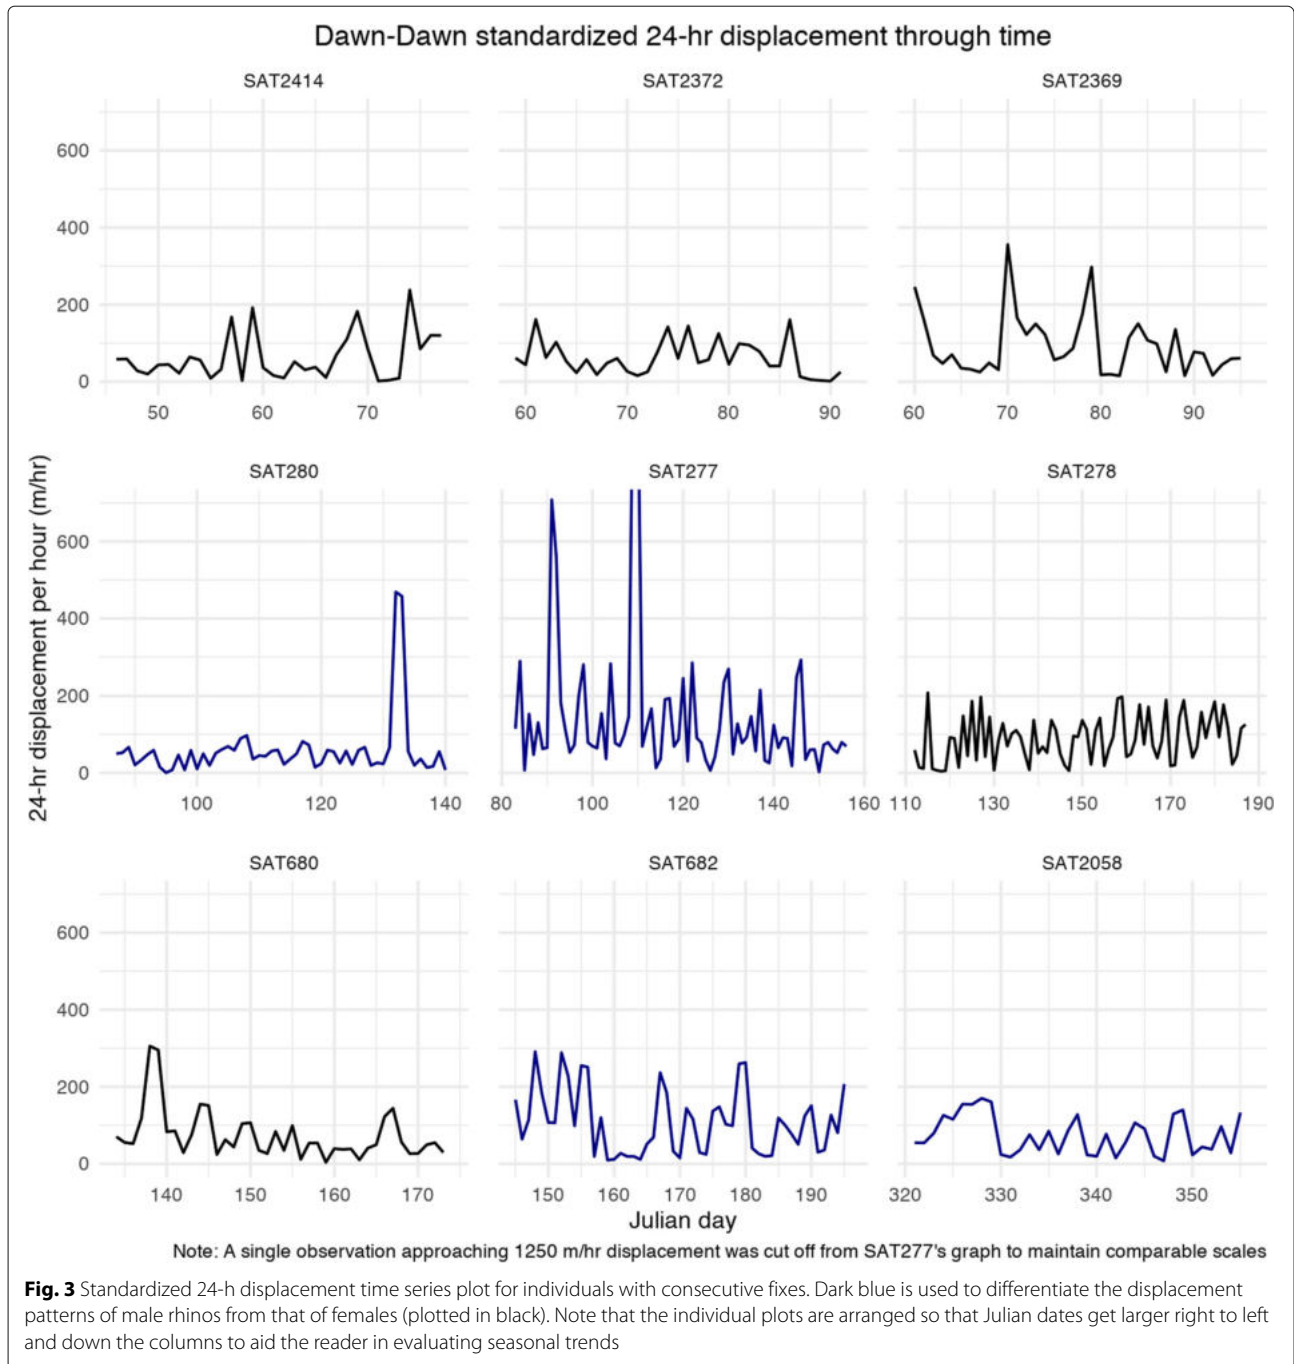 Dawn-Dawn standardized 24-hr displacement through time
SAT2414 SAT2372 SAT2369
600
400
200
0
50 60 70 60 70 80 90 60 70 80 90
24-hr displacement per hour (m/hr)
SAT280 SAT277 SAT278
600
400
200
0
100 120 140 80 100 120 140 160 110 130 150 170 190
SAT680 SAT682 SAT2058
600
400
200
0
140 150 160 170 150 160 170 180 190 320 330 340 350
Julian day
Note: A single observation approaching 1250 m/hr displacement was cut off from SAT277's graph to maintain comparable scales
Fig. 3 Standardized 24-h displacement time series plot for individuals with consecutive fixes. Dark blue is used to differentiate the displacement
patterns of male rhinos from that of females (plotted in black). Note that the individual plots are arranged so that Julian dates get larger right to left
and down the columns to aid the reader in evaluating seasonal trends